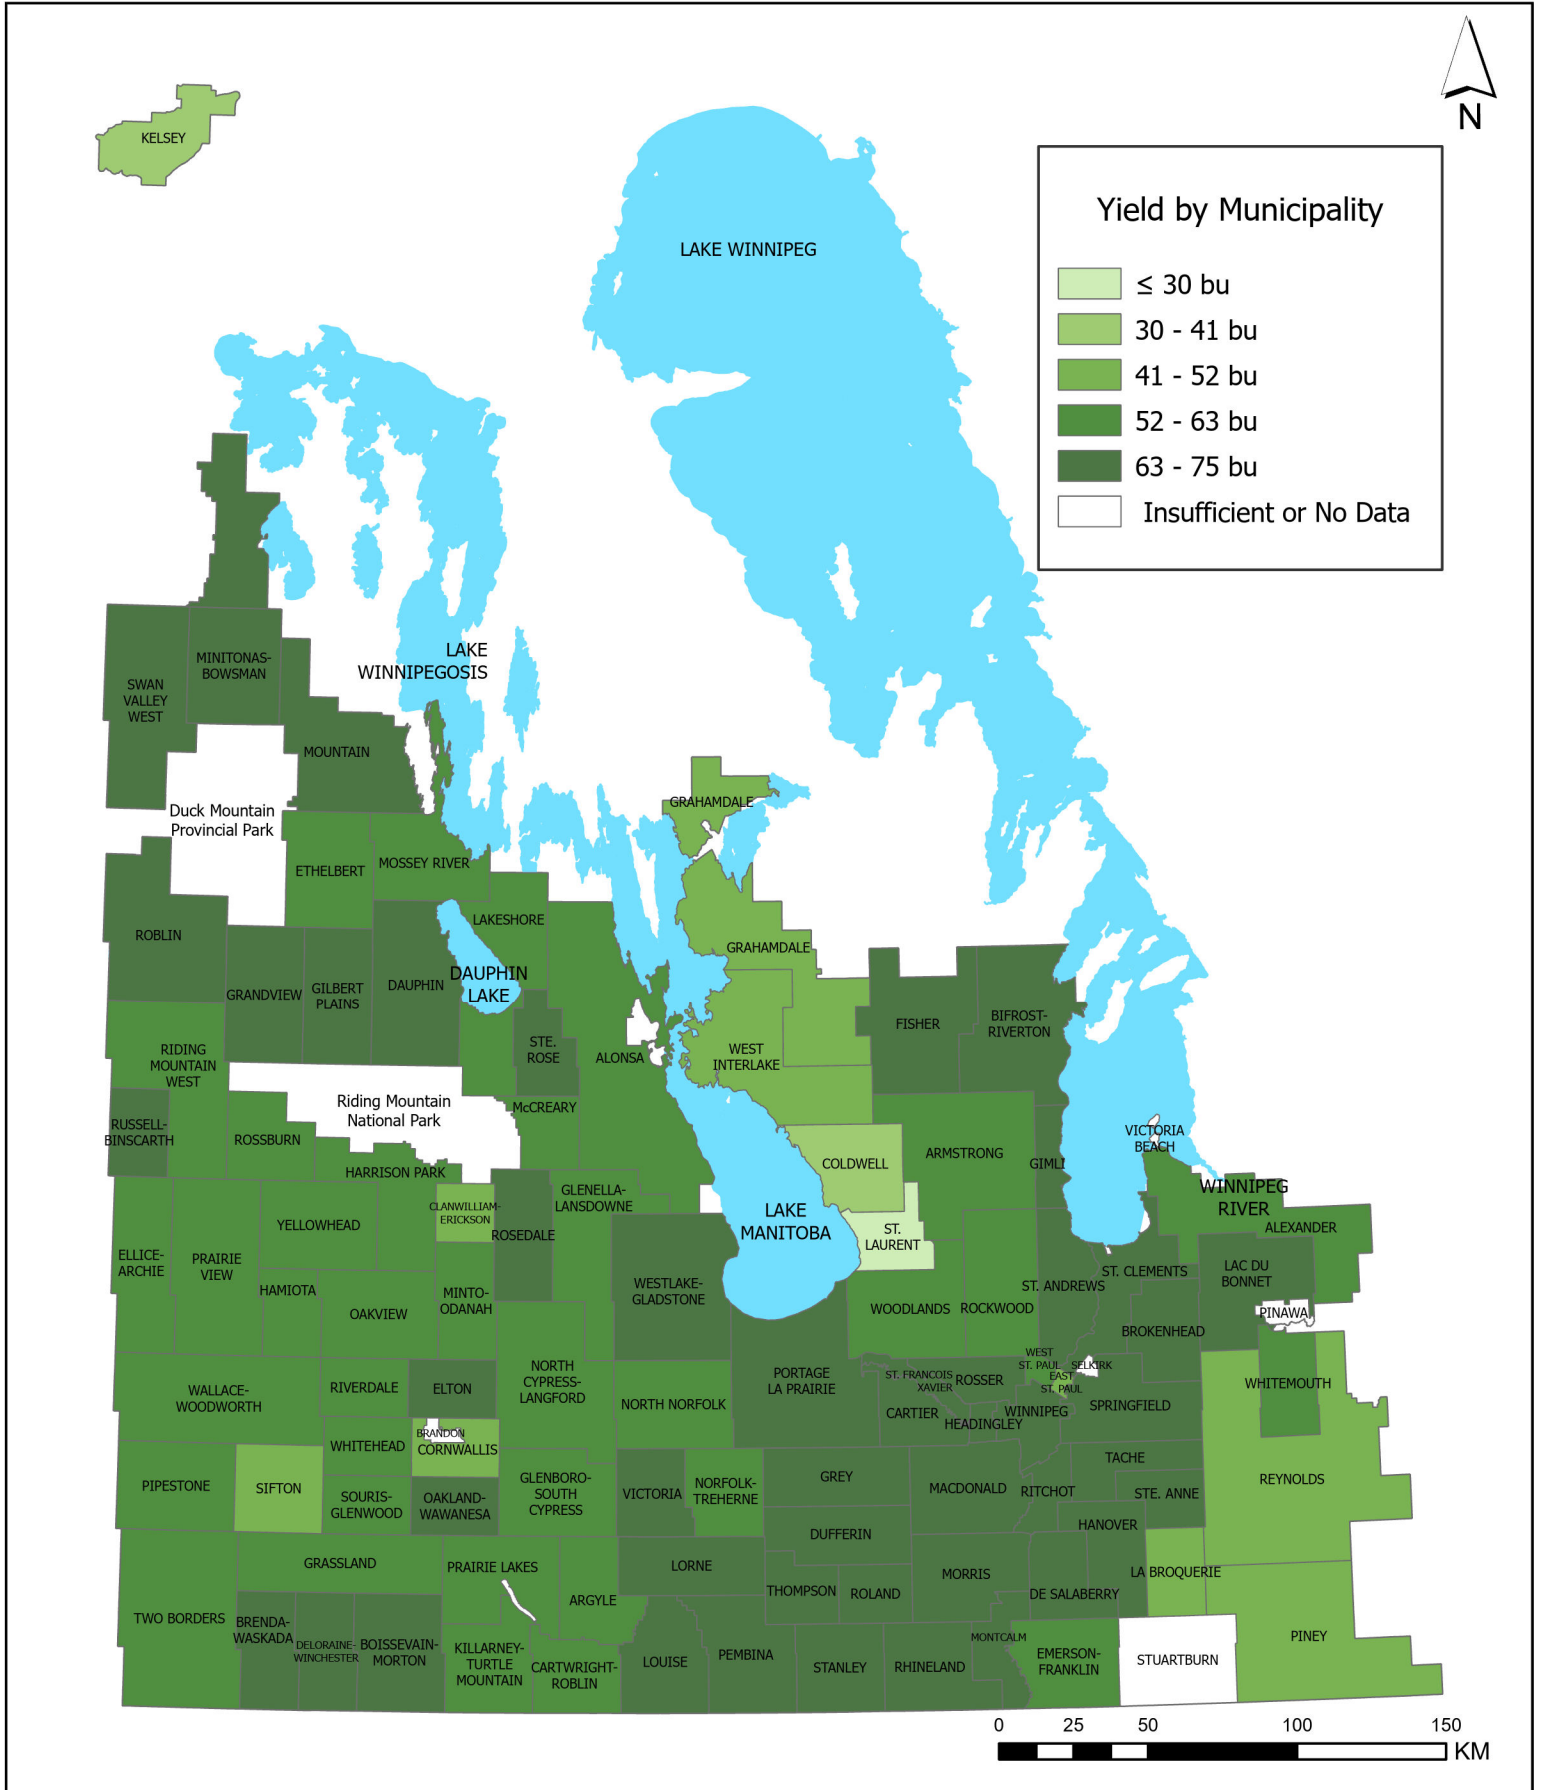 N
KELSEY
LAKE WINNIPEG
Yield by Municipality
≤ 30 bu
30 - 41 bu
41 - 52 bu
52 - 63 bu
63 - 75 bu
Insufficient or No Data
LAKE
WINNIPEGOSIS
MINITONAS-
BOWSMAN
SWAN
VALLEY
WEST
MOUNTAIN
Duck Mountain
Provincial Park
GRAHAMDALE
ETHELBERT
MOSSEY RIVER
LAKESHORE
ROBLIN
GRAHAMDALE
DAUPHIN
LAKE
DAUPHIN
GRANDVIEW
GILBERT
PLAINS
FISHER
BIFROST-
RIVERTON
STE.
ROSE
ALONSA
WEST
INTERLAKE
RIDING
MOUNTAIN
WEST
Riding Mountain
National Park
McCREARY
RUSSELL-
BINSCARTH
ROSSBURN
HARRISON PARK
VICTORIA
BEACH
COLDWELL
ARMSTRONG
GIMLI
CLANWILLIAM-
ERICKSON
GLENELLA-
LANSDOWNE
WINNIPEG
RIVER
ALEXANDER
YELLOWHEAD
ROSEDALE
LAKE
MANITOBA
ST.
LAURENT
ELLICE-
ARCHIE
PRAIRIE
VIEW
HAMIOTA
OAKVIEW
MINTO-
ODANAH
WESTLAKE-
GLADSTONE
WOODLANDS
ROCKWOOD
ST. ANDREWS
ST. CLEMENTS
LAC DU
BONNET
PINAWA
BROKENHEAD
WEST
ST. PAUL
SELKIRK
EAST
ST. PAUL
WHITEMOUTH
WALLACE-
WOODWORTH
RIVERDALE
ELTON
NORTH
CYPRESS-
LANGFORD
NORTH NORFOLK
PORTAGE
LA PRAIRIE
ST. FRANCOIS
XAVIER
ROSSER
CARTIER
HEADINGLEY
WINNIPEG
SPRINGFIELD
BRANDON
CORNWALLIS
WHITEHEAD
PIPESTONE
SIFTON
SOURIS-
GLENWOOD
OAKLAND-
WAWANESA
GLENBORO-
SOUTH
CYPRESS
VICTORIA
NORFOLK-
TREHERNE
GREY
MACDONALD
RITCHOT
TACHE
STE. ANNE
REYNOLDS
HANOVER
DUFFERIN
GRASSLAND
PRAIRIE LAKES
LORNE
ARGYLE
THOMPSON
ROLAND
MORRIS
DE SALABERRY
LA BROQUERIE
TWO BORDERS
BRENDA-
WASKADA
DELORAINE-
WINCHESTER
BOISSEVAIN-
MORTON
KILLARNEY-
TURTLE
MOUNTAIN
CARTWRIGHT-
ROBLIN
LOUISE
PEMBINA
STANLEY
RHINELAND
MONTCALM
EMERSON-
FRANKLIN
STUARTBURN
PINEY
0 25 50 100 150
KM